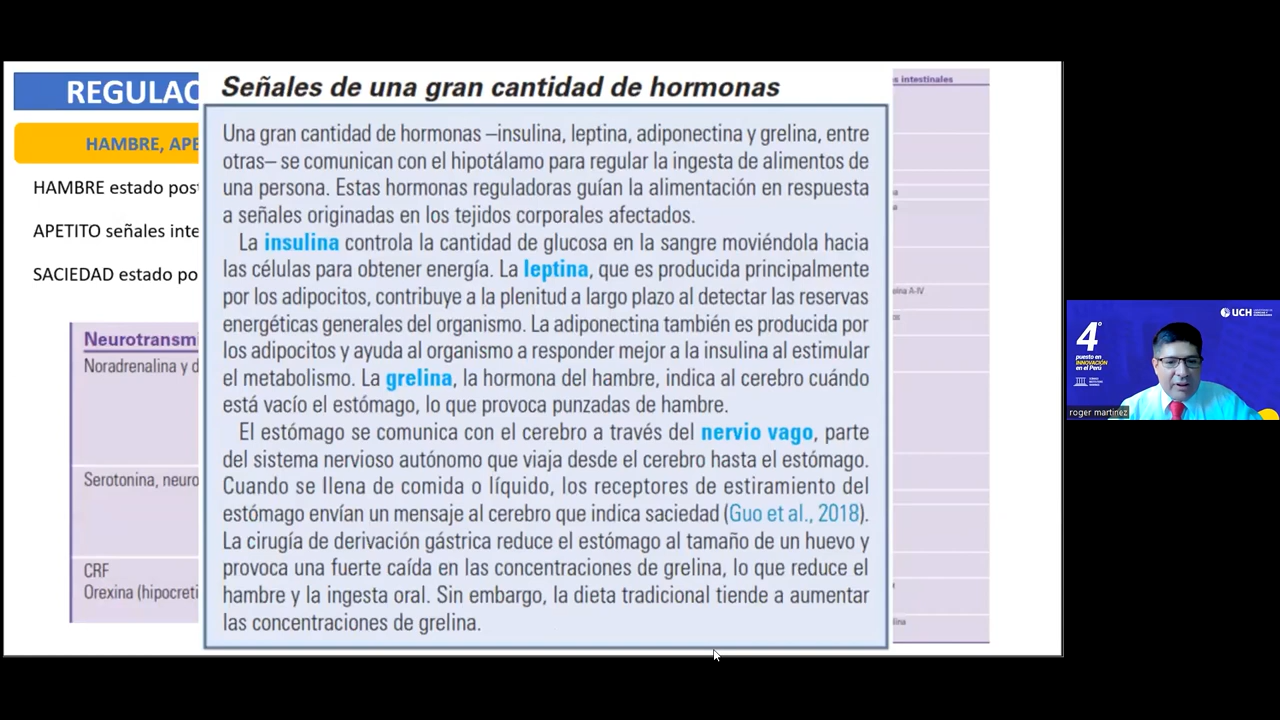 REGULAC
HAMBRE, APE
HAMBRE estado pos
APETITO señales inte
SACIEDAD estado po
Neurotransmi
Noradrenalina y d
Serotonina, neuro
CRF
Orexina (hipocreti
Señales de una gran cantidad de hormonas
Una gran cantidad de hormonas –insulina, leptina, adiponectina y grelina, entre
otras– se comunican con el hipotálamo para regular la ingesta de alimentos de
una persona. Estas hormonas reguladoras guían la alimentación en respuesta
a señales originadas en los tejidos corporales afectados.
La insulina controla la cantidad de glucosa en la sangre moviéndola hacia
las células para obtener energía. La leptina, que es producida principalmente
por los adipocitos, contribuye a la plenitud a largo plazo al detectar las reservas
energéticas generales del organismo. La adiponectina también es producida por
los adipocitos y ayuda al organismo a responder mejor a la insulina al estimular
el metabolismo. La grelina, la hormona del hambre, indica al cerebro cuándo
está vacío el estómago, lo que provoca punzadas de hambre.
El estómago se comunica con el cerebro a través del nervio vago, parte
del sistema nervioso autónomo que viaja desde el cerebro hasta el estómago.
Cuando se llena de comida o líquido, los receptores de estiramiento del
estómago envían un mensaje al cerebro que indica saciedad (Guo et al., 2018).
La cirugía de derivación gástrica reduce el estómago al tamaño de un huevo y
provoca una fuerte caída en las concentraciones de grelina, lo que reduce el
hambre y la ingesta oral. Sin embargo, la dieta tradicional tiende a aumentar
las concentraciones de grelina.
s intestinales
ina A-IV
lina
4°
puesto en
INNOVACIÓN
en el Perú
UCH
roger martinez